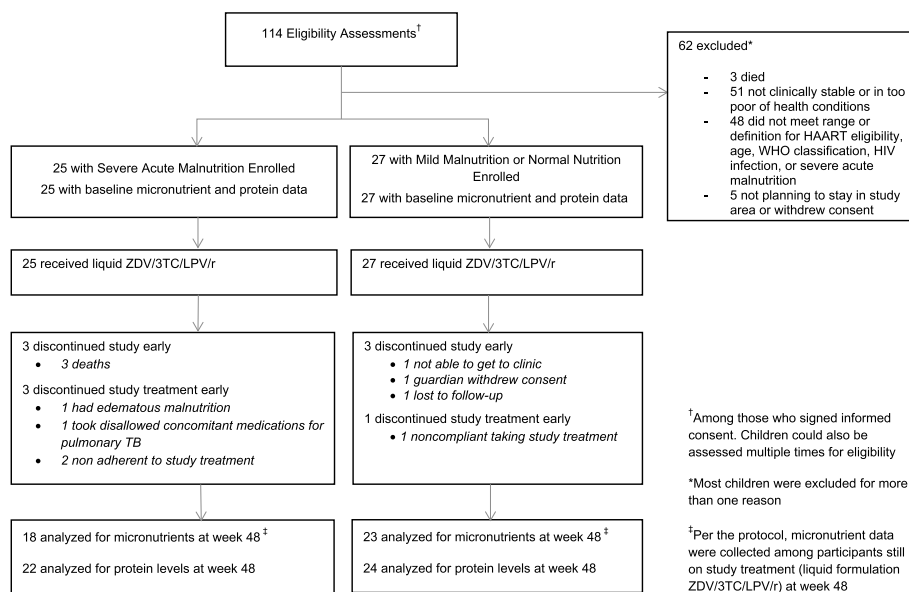 114 Eligibility Assessments†
62 excluded*
- 3 died
- 51 not clinically stable or in too
poor of health conditions
- 48 did not meet range or
definition for HAART eligibility,
age, WHO classification, HIV
infection, or severe acute
malnutrition
- 5 not planning to stay in study
area or withdrew consent
25 with Severe Acute Malnutrition Enrolled
25 with baseline micronutrient and protein data
27 with Mild Malnutrition or Normal Nutrition
Enrolled
27 with baseline micronutrient and protein data
25 received liquid ZDV/3TC/LPV/r
27 received liquid ZDV/3TC/LPV/r
3 discontinued study early
• 3 deaths
3 discontinued study treatment early
• 1 had edematous malnutrition
• 1 took disallowed concomitant medications for
pulmonary TB
• 2 non adherent to study treatment
3 discontinued study early
• 1 not able to get to clinic
• 1 guardian withdrew consent
• 1 lost to follow-up
1 discontinued study treatment early
• 1 noncompliant taking study treatment
18 analyzed for micronutrients at week 48‡
22 analyzed for protein levels at week 48
23 analyzed for micronutrients at week 48‡
24 analyzed for protein levels at week 48
†Among those who signed informed
consent. Children could also be
assessed multiple times for eligibility
*Most children were excluded for more
than one reason
‡Per the protocol, micronutrient data
were collected among participants still
on study treatment (liquid formulation
ZDV/3TC/LPV/r) at week 48